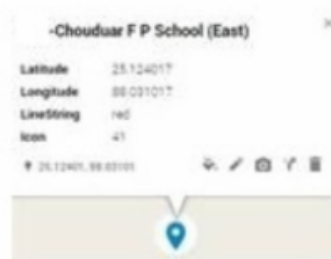 -Chouduar F P School (East)
Latitude 25.124017
Longitude 88.031017
LineString red
Icon 41
25.12401, 88.03101